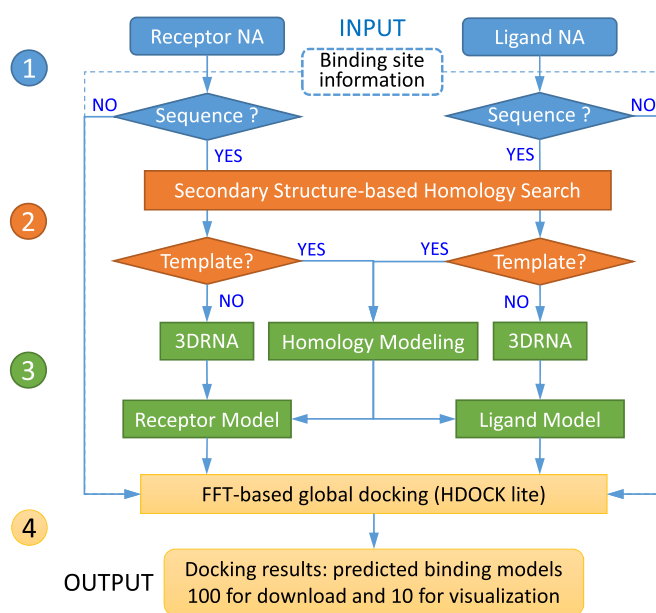 INPUT
Receptor NA
Ligand NA
1
Binding site
information
NO
NO
Sequence ?
Sequence ?
YES
YES
Secondary Structure-based Homology Search
2
YES
YES
Template?
Template?
NO
NO
3DRNA
Homology Modeling
3DRNA
3
Receptor Model
Ligand Model
FFT-based global docking (HDOCK lite)
4
OUTPUT
Docking results: predicted binding models
100 for download and 10 for visualization